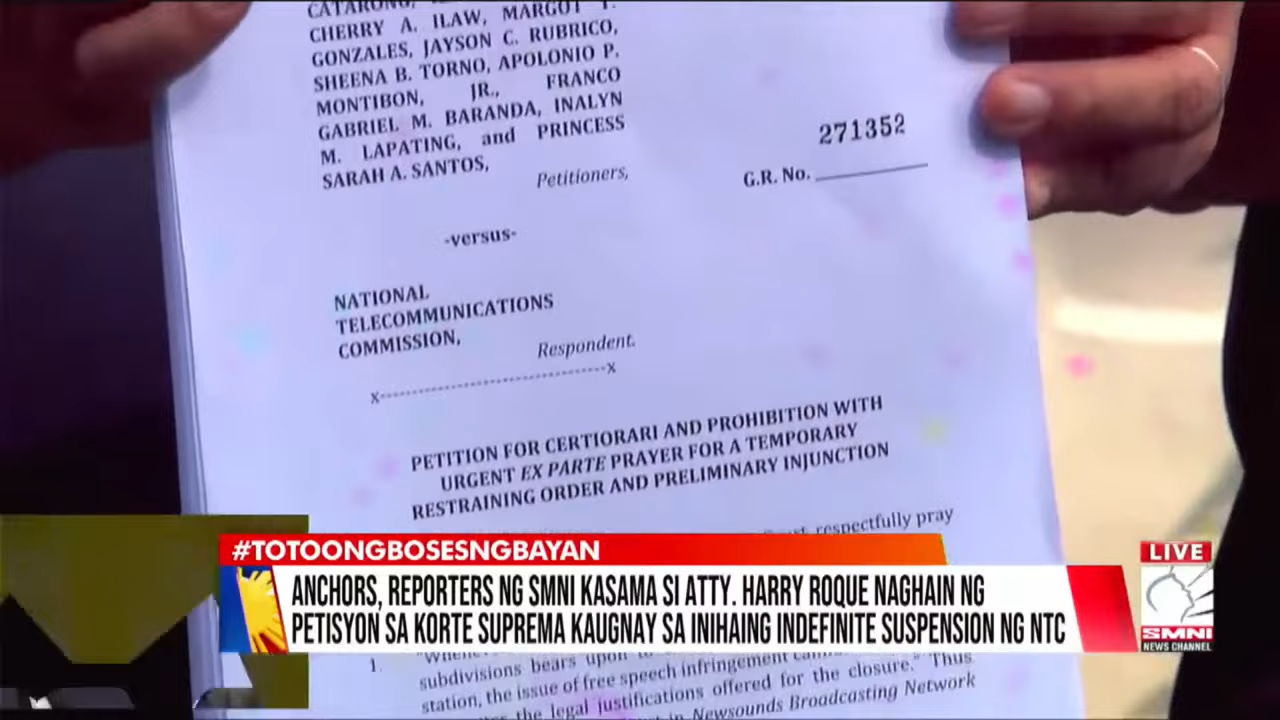 CATARONG,
CHERRY A. ILAW, MARGOT T.
GONZALES, JAYSON C. RUBRICO,
SHEENA B. TORNO, APOLONIO P.
MONTIBON, JR., FRANCO
GABRIEL M. BARANDA, INALYN
M. LAPATING, and PRINCESS
SARAH A. SANTOS,
Petitioners,
271352
G.R. No.
-versus-
NATIONAL
TELECOMMUNICATIONS
COMMISSION,
Respondent.
x---------------------------------x
PETITION FOR CERTIORARI AND PROHIBITION WITH
URGENT EX PARTE PRAYER FOR A TEMPORARY
RESTRAINING ORDER AND PRELIMINARY INJUNCTION
respectfully pray
#TOTOONGBOSESNGBAYAN
ANCHORS, REPORTERS NG SMNI KASAMA SI ATTY. HARRY ROQUE NAGHAIN NG
PETISYON SA KORTE SUPREMA KAUGNAY SA INIHAING INDEFINITE SUSPENSION NG NTC
LIVE
SMNI
NEWS CHANNEL
1. "Whenever
subdivisions bears upon
station, the issue of free speech infringement
the legal justifications offered for the closure." Thus
in Newsounds Broadcasting Network